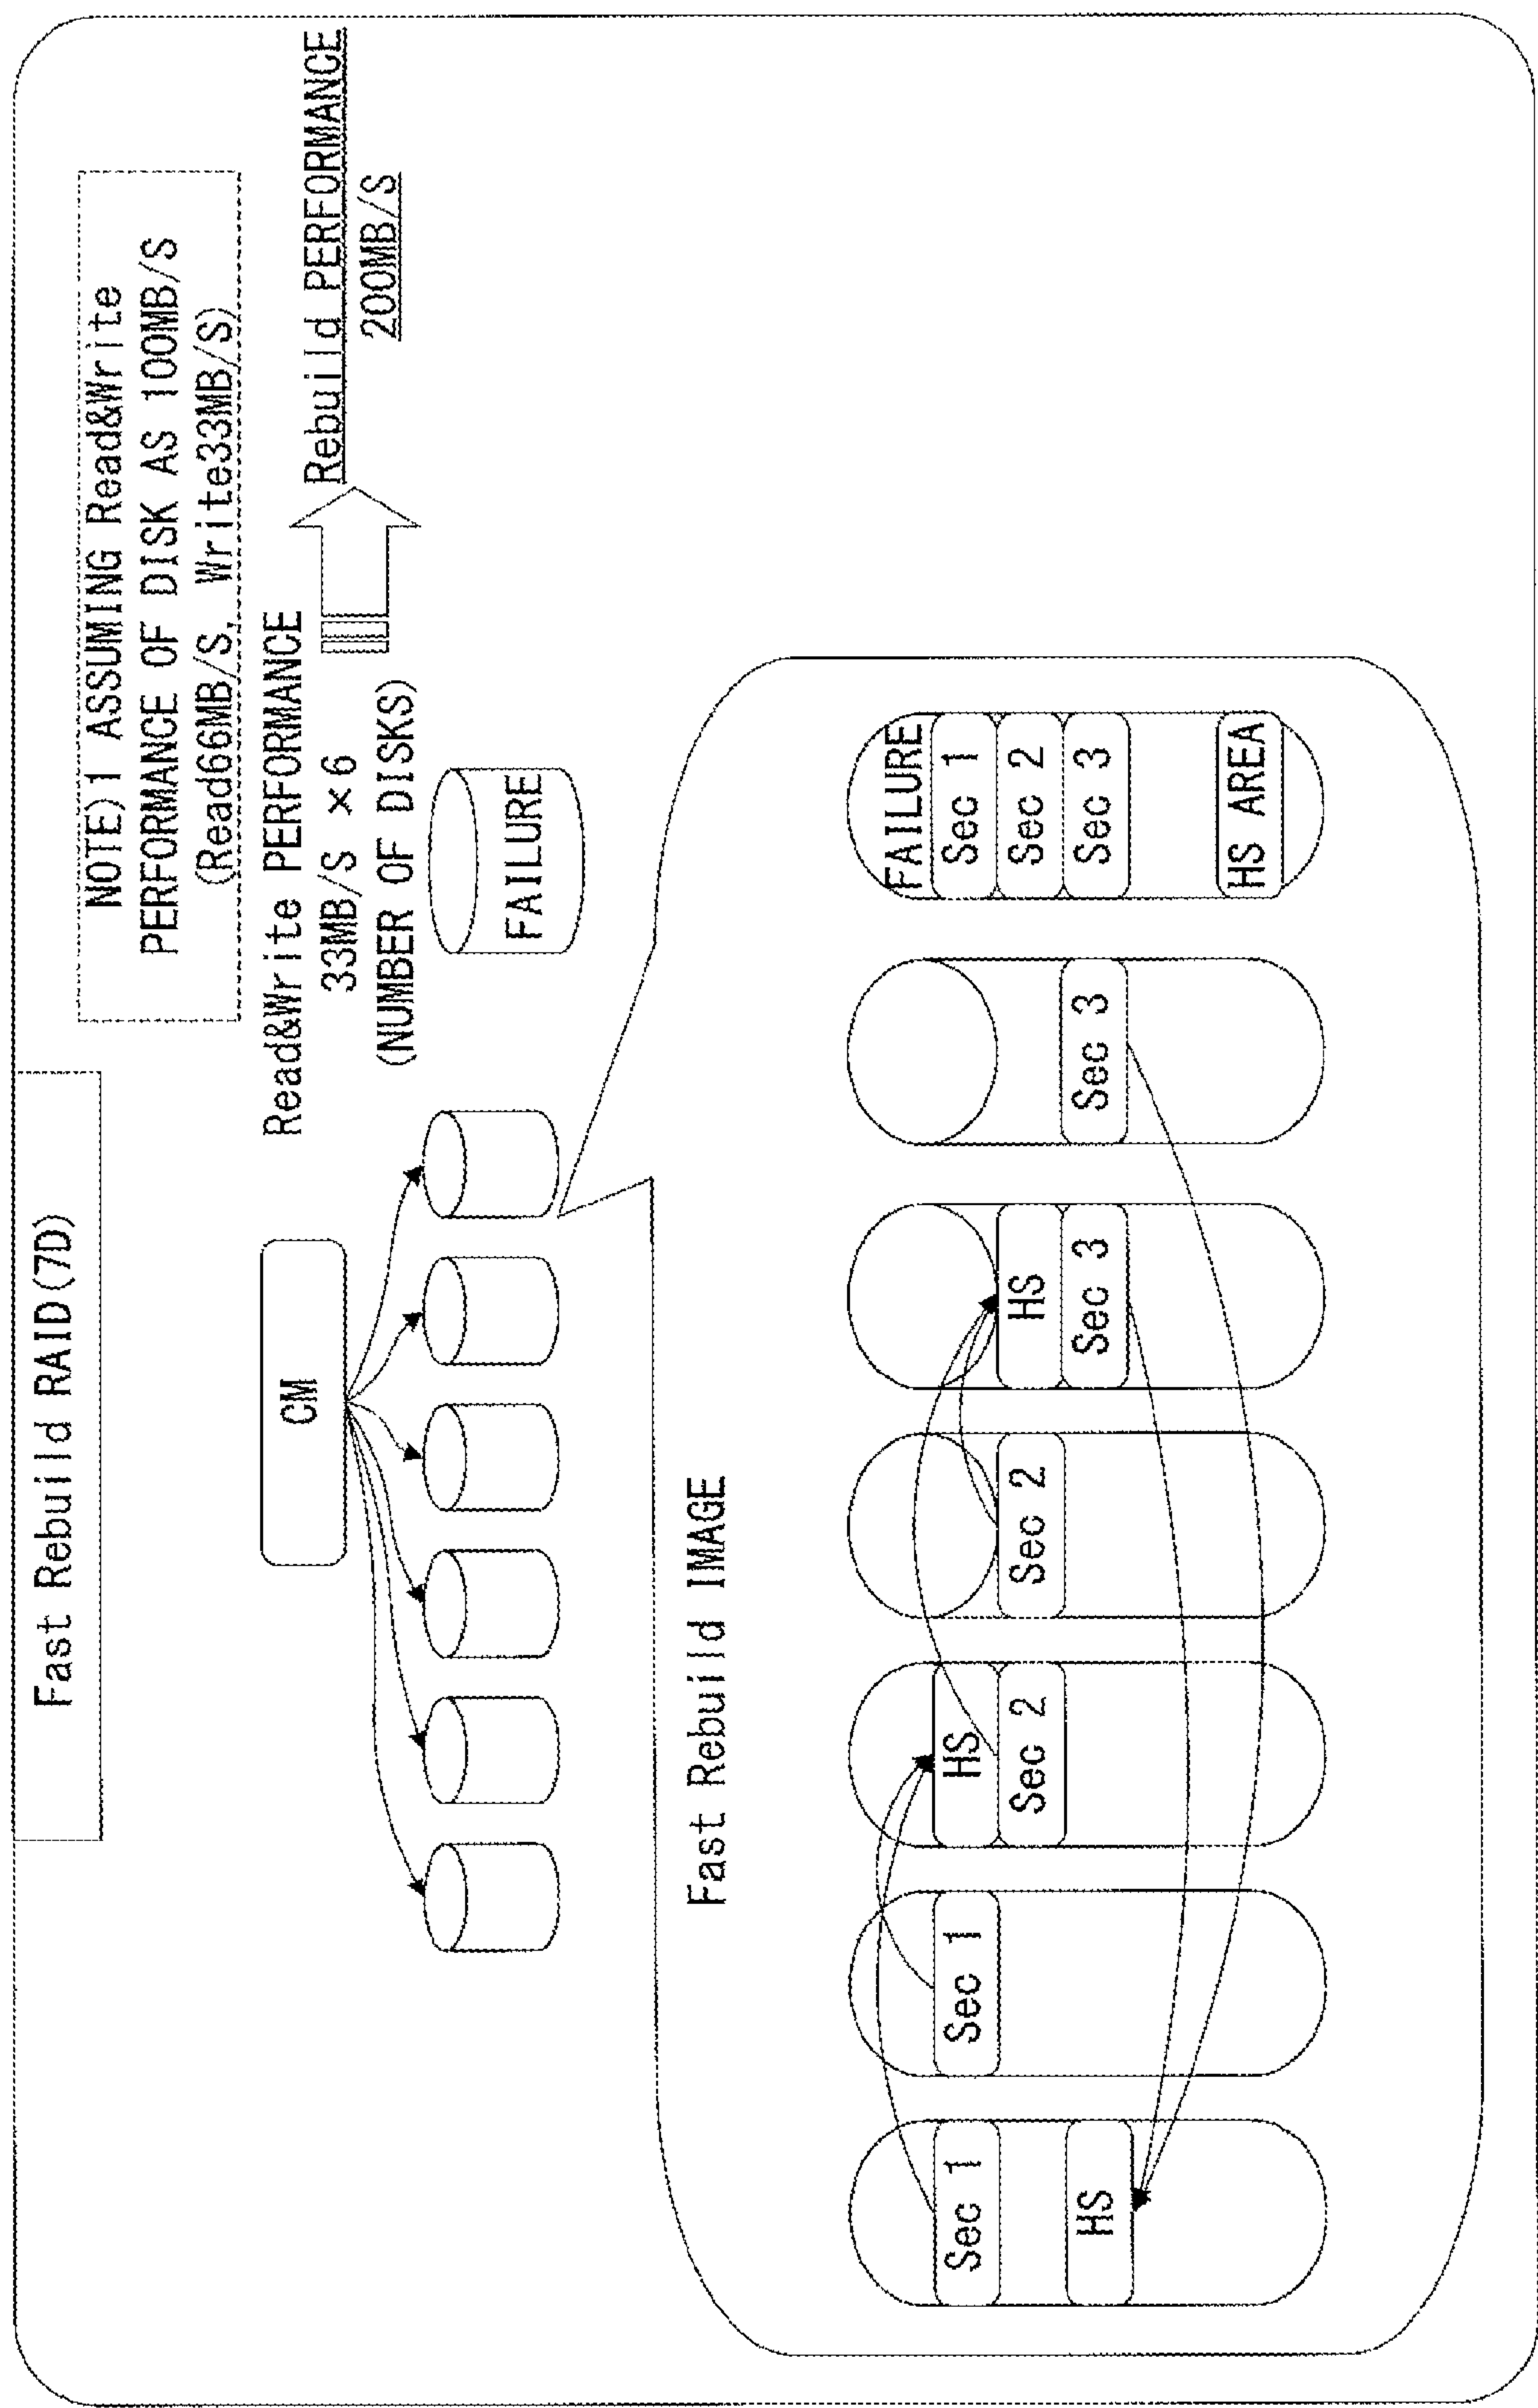 Fast Rebuild RAID(7D)
NOTE)1 ASSUMING Read&Write
PERFORMANCE OF DISK AS 100MB/S
(Read66MB/S, Write33MB/S)
CM
Read&Write PERFORMANCE
33MB/S ×6
(NUMBER OF DISKS)
Rebuild PERFORMANCE
200MB/S
FAILURE
Fast Rebuild IMAGE
Sec 1
HS
Sec 1
HS
Sec 2
Sec 2
HS
Sec 3
Sec 3
FAILURE
Sec 1
Sec 2
Sec 3
HS AREA